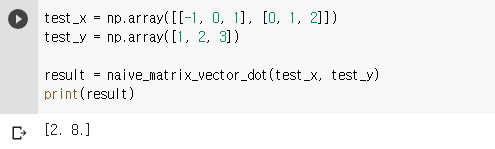 test_x = np.array([[-1, 0, 1], [0, 1, 2]])
test_y = np.array([1, 2, 3])
result = naive_matrix_vector_dot(test_x, test_y)
print(result)
[2. 8.]